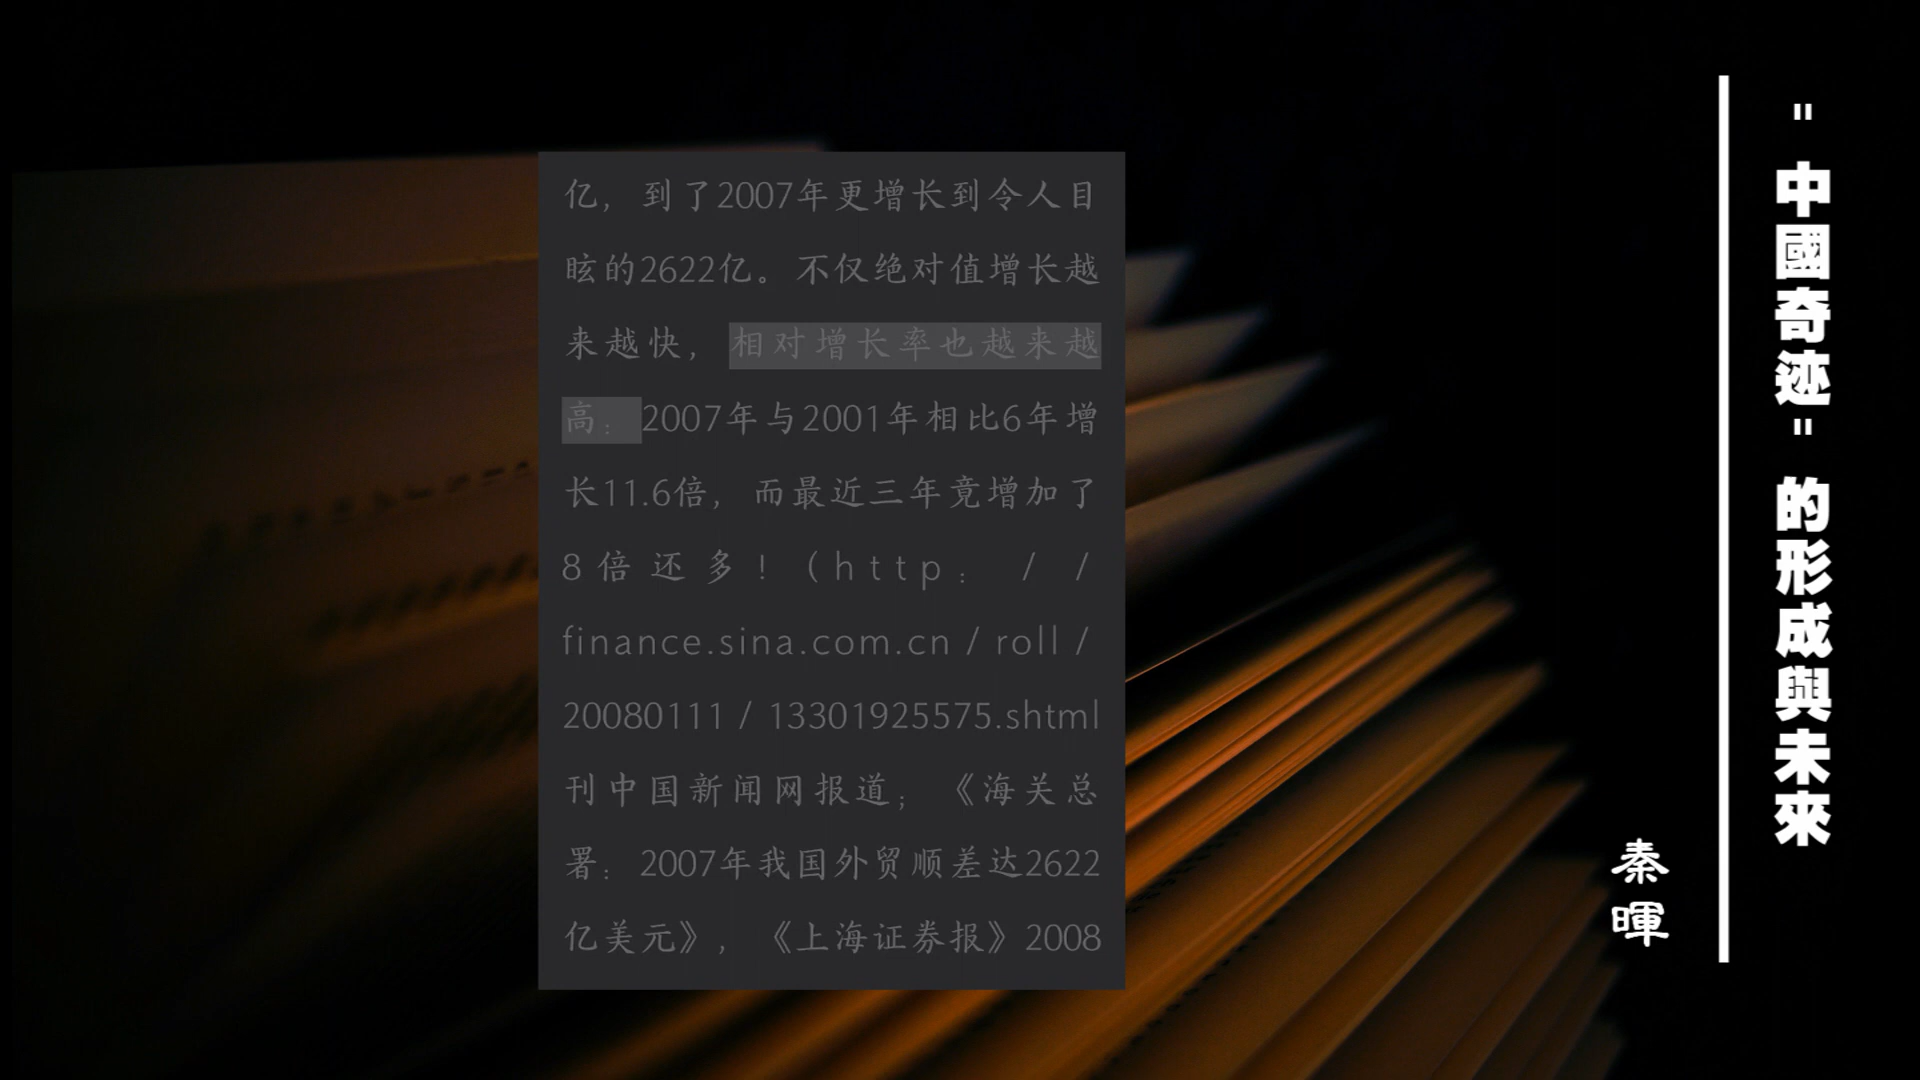 "中國奇迹"的形成與未來
秦暉
亿，到了2007年更增长到令人目
眩的2622亿。不仅绝对值增长越
来越快，相对增长率也越来越
高：2007年与2001年相比6年增
长11.6倍，而最近三年竟增加了
8倍还多！（http：//
finance.sina.com.cn/roll/
20080111/13301925575.shtml
刊中国新闻网报道；《海关总
署：2007年我国外贸顺差达2622
亿美元》，《上海证券报》2008